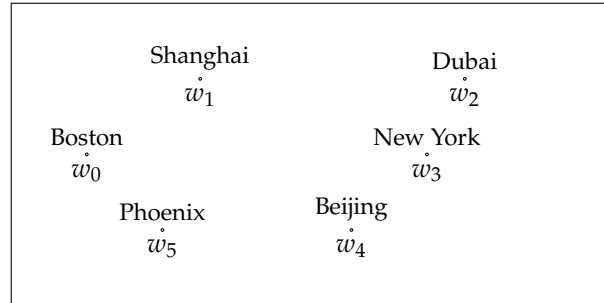 Shanghai
w₁
Dubai
w₂
Boston
w₀
New York
w₃
Phoenix
w₅
Beijing
w₄